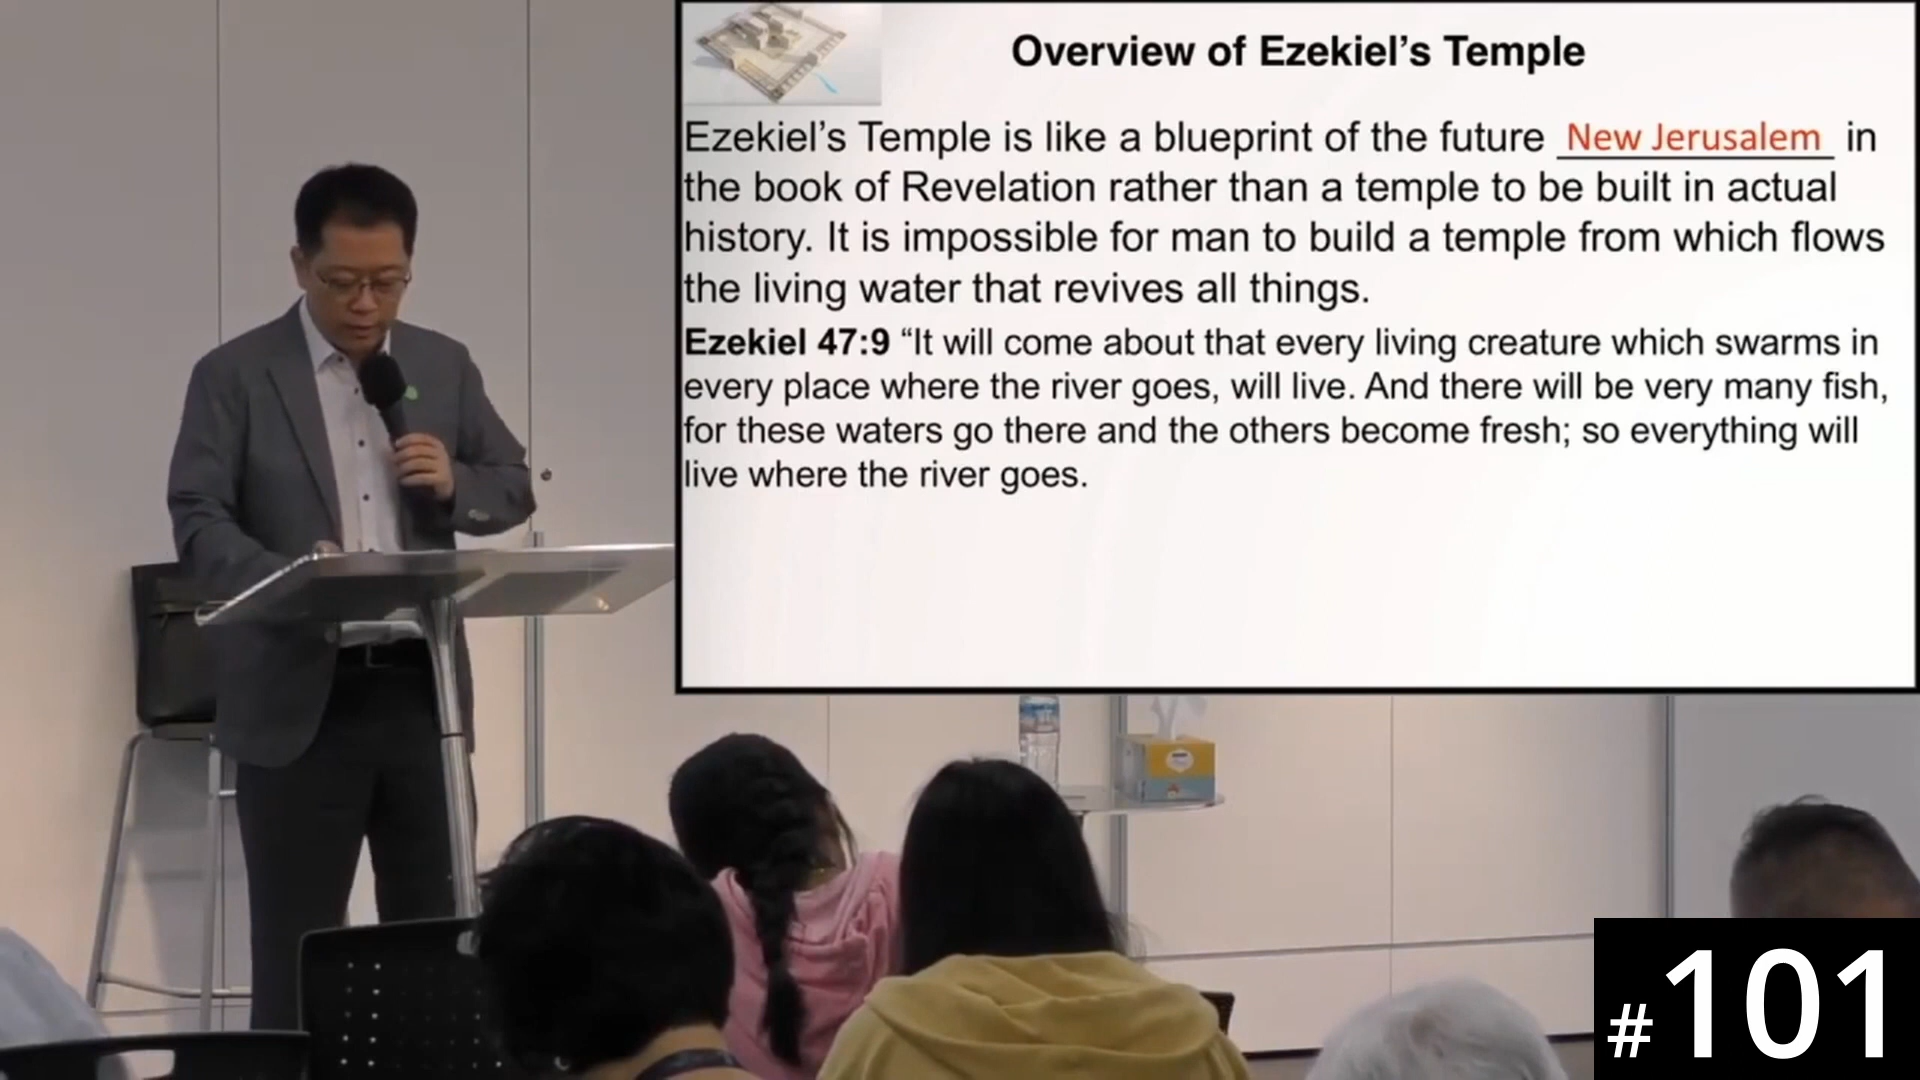 Overview of Ezekiel’s Temple
Ezekiel’s Temple is like a blueprint of the future New Jerusalem in
the book of Revelation rather than a temple to be built in actual
history. It is impossible for man to build a temple from which flows
the living water that revives all things.
Ezekiel 47:9 “It will come about that every living creature which swarms in
every place where the river goes, will live. And there will be very many fish,
for these waters go there and the others become fresh; so everything will
live where the river goes.
#101